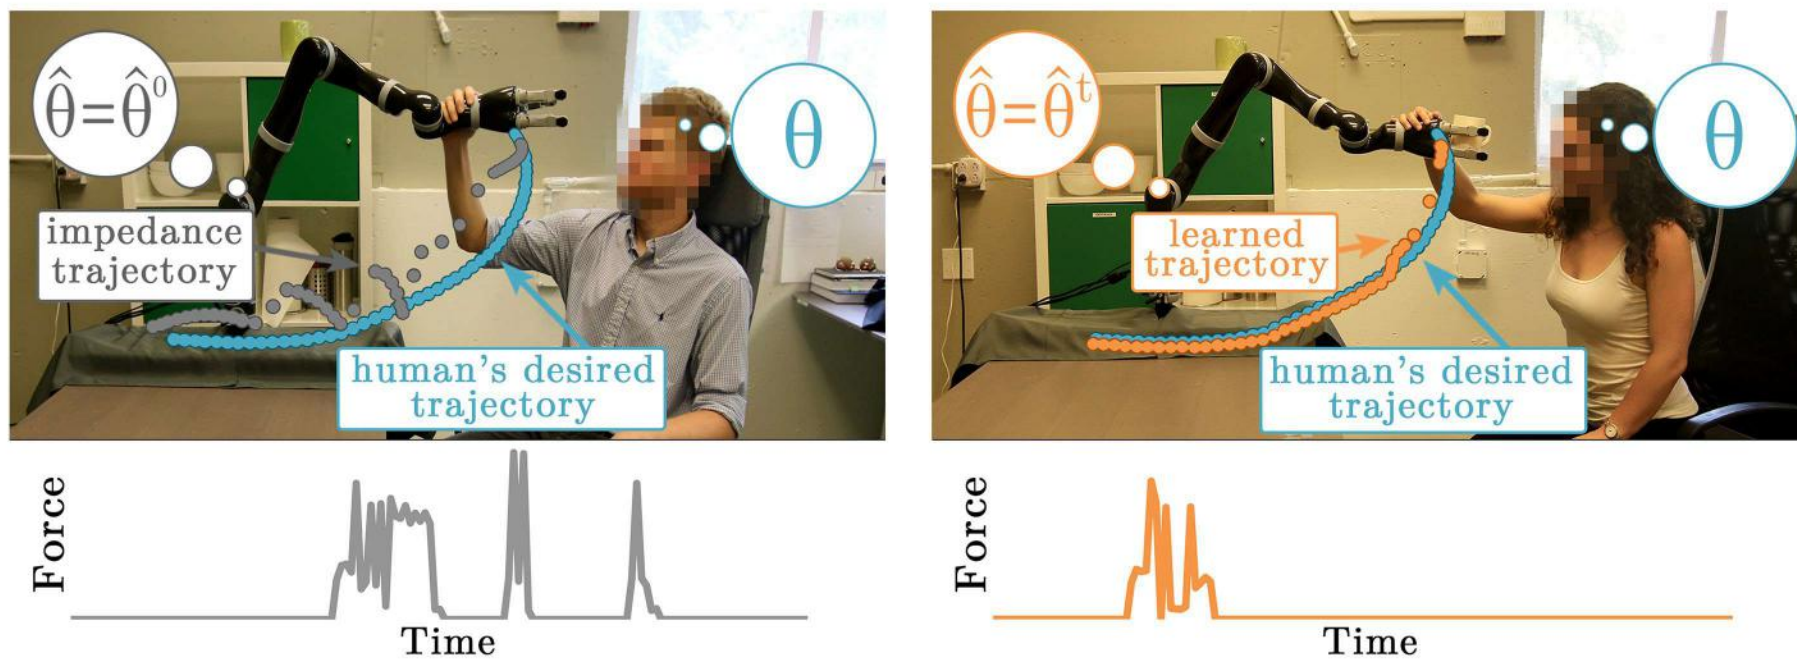 θ̂=θ̂⁰
θ
impedance
trajectory
human's desired
trajectory
Force
Time
θ̂=θ̂ᵗ
θ
learned
trajectory
human's desired
trajectory
Force
Time